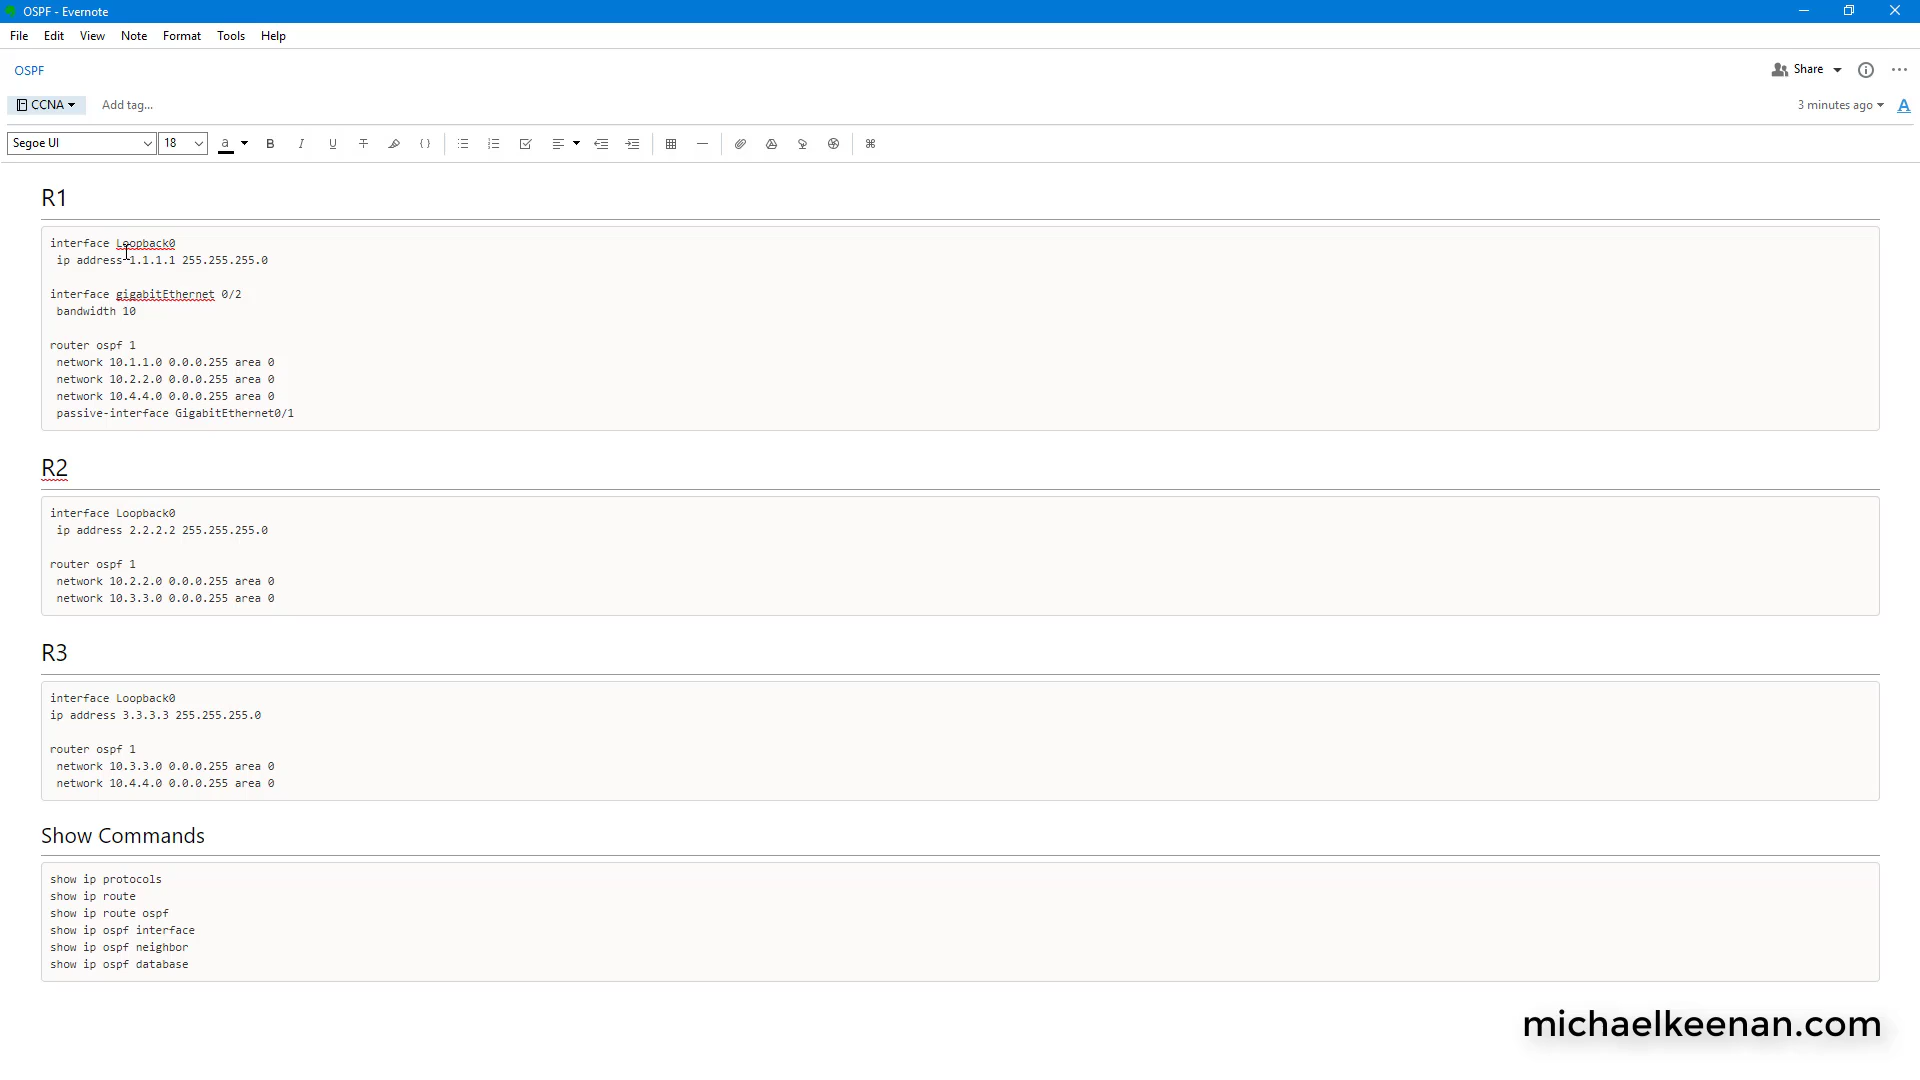 OSPF - Evernote
File Edit View Note Format Tools Help
OSPF
Share
CCNA Add tag...
3 minutes ago
Segoe UI 18
R1
interface Loopback0
ip address 1.1.1.1 255.255.255.0
interface gigabitEthernet 0/2
bandwidth 10
router ospf 1
network 10.1.1.0 0.0.0.255 area 0
network 10.2.2.0 0.0.0.255 area 0
network 10.4.4.0 0.0.0.255 area 0
passive-interface GigabitEthernet0/1
R2
interface Loopback0
ip address 2.2.2.2 255.255.255.0
router ospf 1
network 10.2.2.0 0.0.0.255 area 0
network 10.3.3.0 0.0.0.255 area 0
R3
interface Loopback0
ip address 3.3.3.3 255.255.255.0
router ospf 1
network 10.3.3.0 0.0.0.255 area 0
network 10.4.4.0 0.0.0.255 area 0
Show Commands
show ip protocols
show ip route
show ip route ospf
show ip ospf interface
show ip ospf neighbor
show ip ospf database
michaelkeenan.com